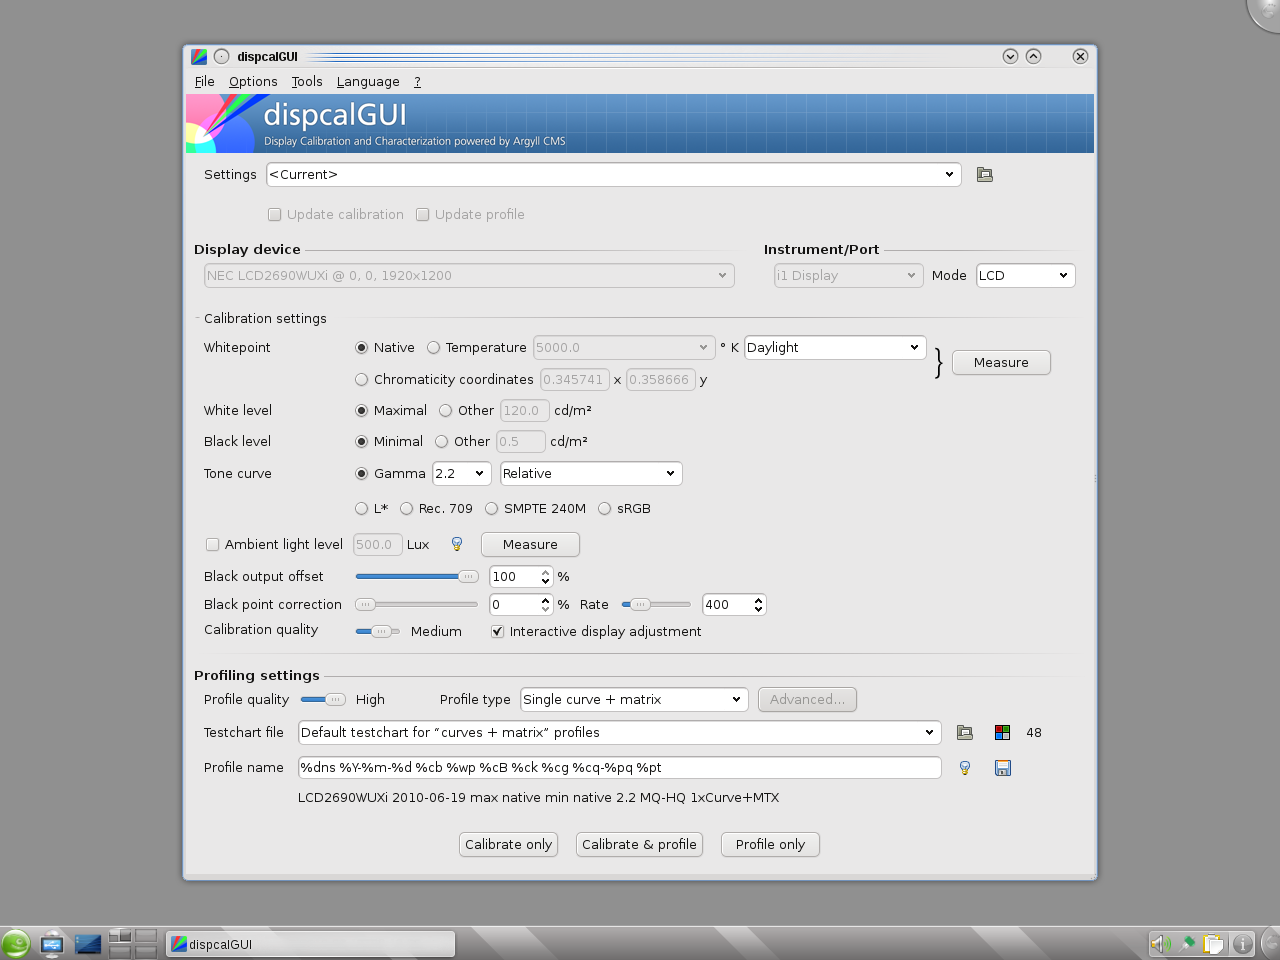 dispcalGUI
File Options Tools Language ?
dispcalGUI
Display Calibration and Characterization powered by Argyll CMS
Settings <Current>
Update calibration Update profile
Display device Instrument/Port
NEC LCD2690WUXi @ 0, 0, 1920x1200 i1 Display Mode LCD
Calibration settings
Whitepoint Native Temperature 5000.0 ° K Daylight } Measure
Chromaticity coordinates 0.345741 x 0.358666 y
White level Maximal Other 120.0 cd/m²
Black level Minimal Other 0.5 cd/m²
Tone curve Gamma 2.2 Relative
L* Rec. 709 SMPTE 240M sRGB
Ambient light level 500.0 Lux Measure
Black output offset 100 %
Black point correction 0 % Rate 400
Calibration quality Medium Interactive display adjustment
Profiling settings
Profile quality High Profile type Single curve + matrix Advanced...
Testchart file Default testchart for “curves + matrix” profiles 48
Profile name %dns %Y-%m-%d %cb %wp %cB %ck %cg %cq-%pq %pt
LCD2690WUXi 2010-06-19 max native min native 2.2 MQ-HQ 1xCurve+MTX
Calibrate only Calibrate & profile Profile only
dispcalGUI